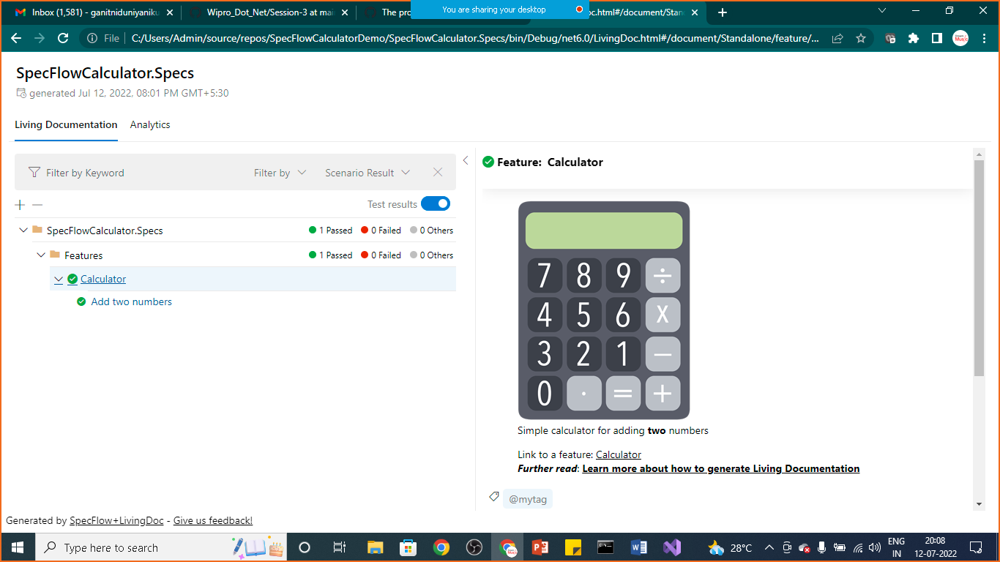 Inbox (1,581) - ganitniduniyaniku
Wipro_Dot_Net/Session-3 at mai
The pro
You are sharing your desktop
oc.html#/document/Stan
File
C:/Users/Admin/source/repos/SpecFlowCalculatorDemo/SpecFlowCalculator.Specs/bin/Debug/net6.0/LivingDoc.html#/document/Standalone/feature/...
SpecFlowCalculator.Specs
generated Jul 12, 2022, 08:01 PM GMT+5:30
Living Documentation Analytics
Filter by Keyword Filter by Scenario Result
Test results
SpecFlowCalculator.Specs 1 Passed 0 Failed 0 Others
Features 1 Passed 0 Failed 0 Others
Calculator
Add two numbers
Feature: Calculator
7 8 9 ÷
4 5 6 X
3 2 1 −
0 · = +
Simple calculator for adding two numbers
Link to a feature: Calculator
Further read: Learn more about how to generate Living Documentation
@mytag
Generated by SpecFlow+LivingDoc - Give us feedback!
Type here to search
28°C
ENG
IN
20:08
12-07-2022